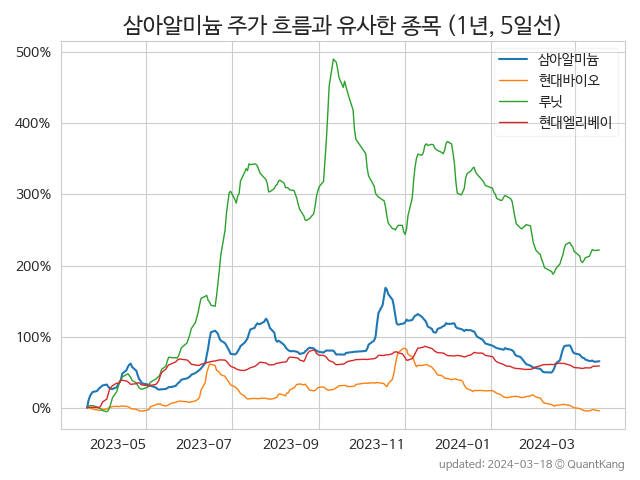 삼아알미늄 주가 흐름과 유사한 종목 (1년, 5일선)
500%
400%
300%
200%
100%
0%
삼아알미늄
현대바이오
루닛
현대엘리베이
2023-05 2023-07 2023-09 2023-11 2024-01 2024-03
updated: 2024-03-18 © QuantKang